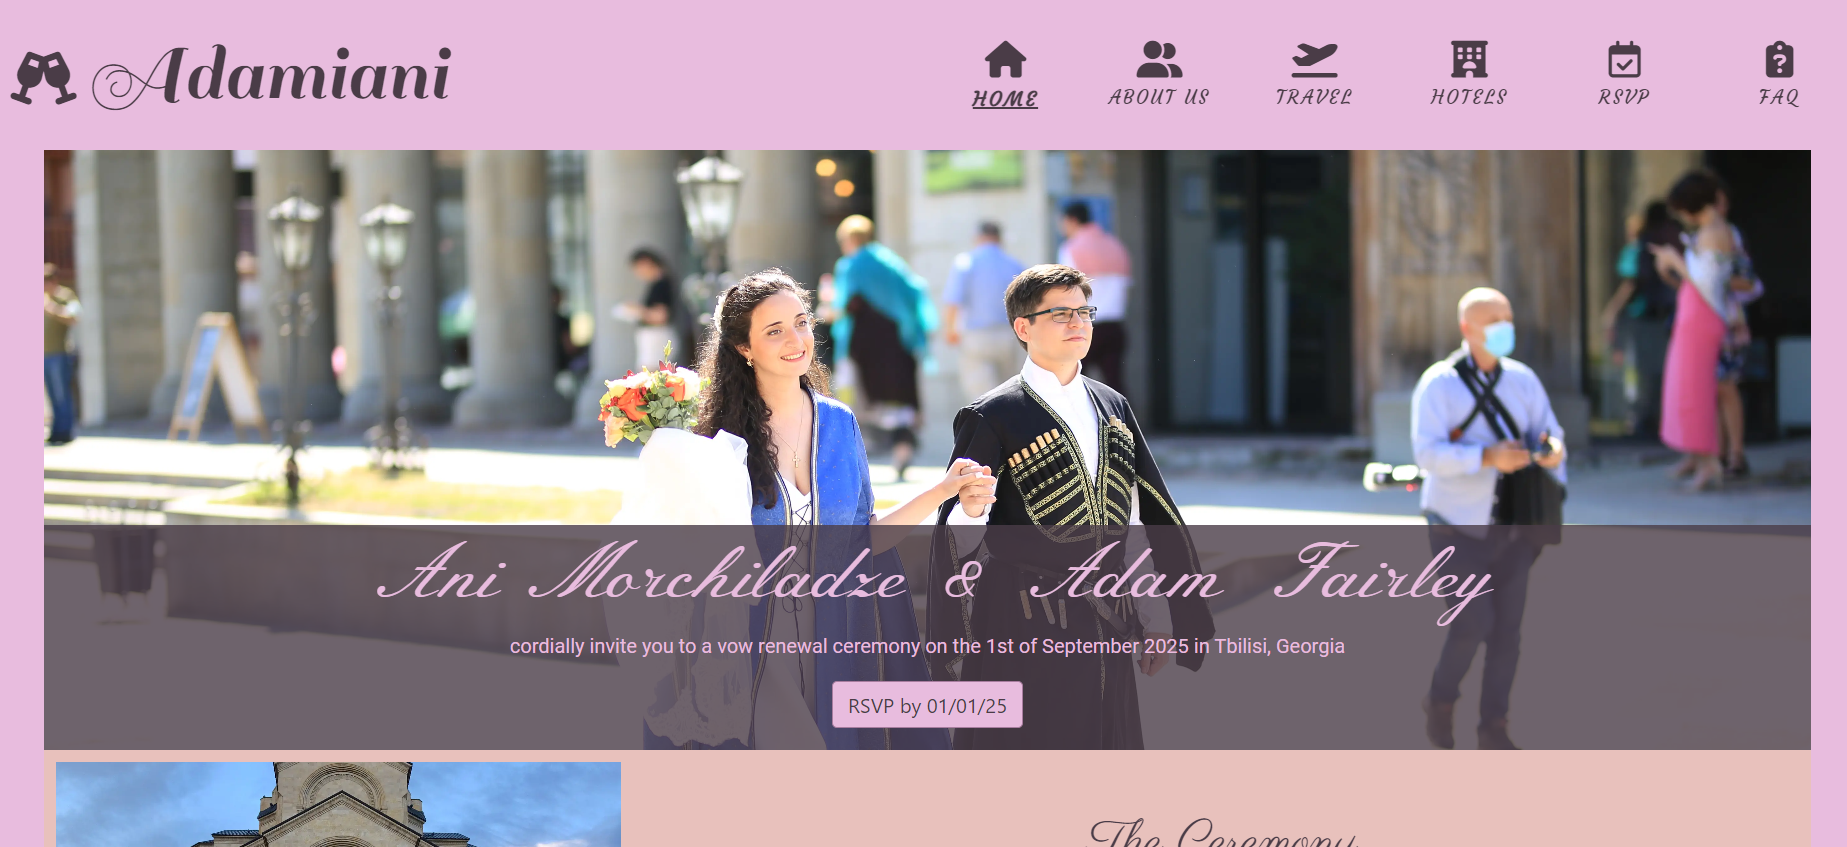 Adamiani
HOME
ABOUT US
TRAVEL
HOTELS
RSVP
FAQ
Ani Morchiladze & Adam Fairley
cordially invite you to a vow renewal ceremony on the 1st of September 2025 in Tbilisi, Georgia
RSVP by 01/01/25
The Ceremony